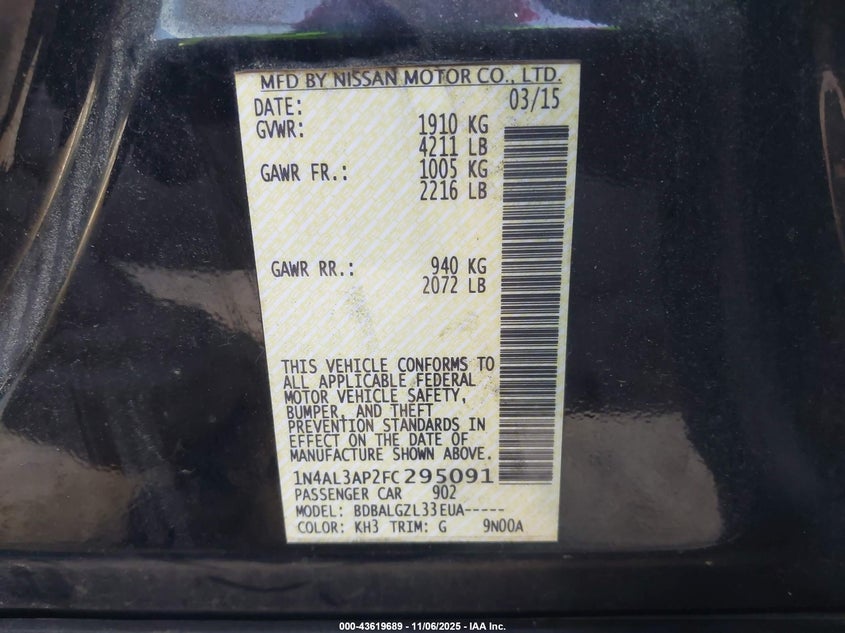 MFD BY NISSAN MOTOR CO., LTD.
DATE: 03/15
GVWR: 1910 KG
4211 LB
GAWR FR.: 1005 KG
2216 LB
GAWR RR.: 940 KG
2072 LB
THIS VEHICLE CONFORMS TO
ALL APPLICABLE FEDERAL
MOTOR VEHICLE SAFETY,
BUMPER, AND THEFT
PREVENTION STANDARDS IN
EFFECT ON THE DATE OF
MANUFACTURE SHOWN ABOVE.
1N4AL3AP2FC295091
PASSENGER CAR 902
MODEL: BDBALGZL33EUA-----
COLOR: KH3 TRIM: G 9N00A
000-43619689 - 11/06/2025 - IAA Inc.